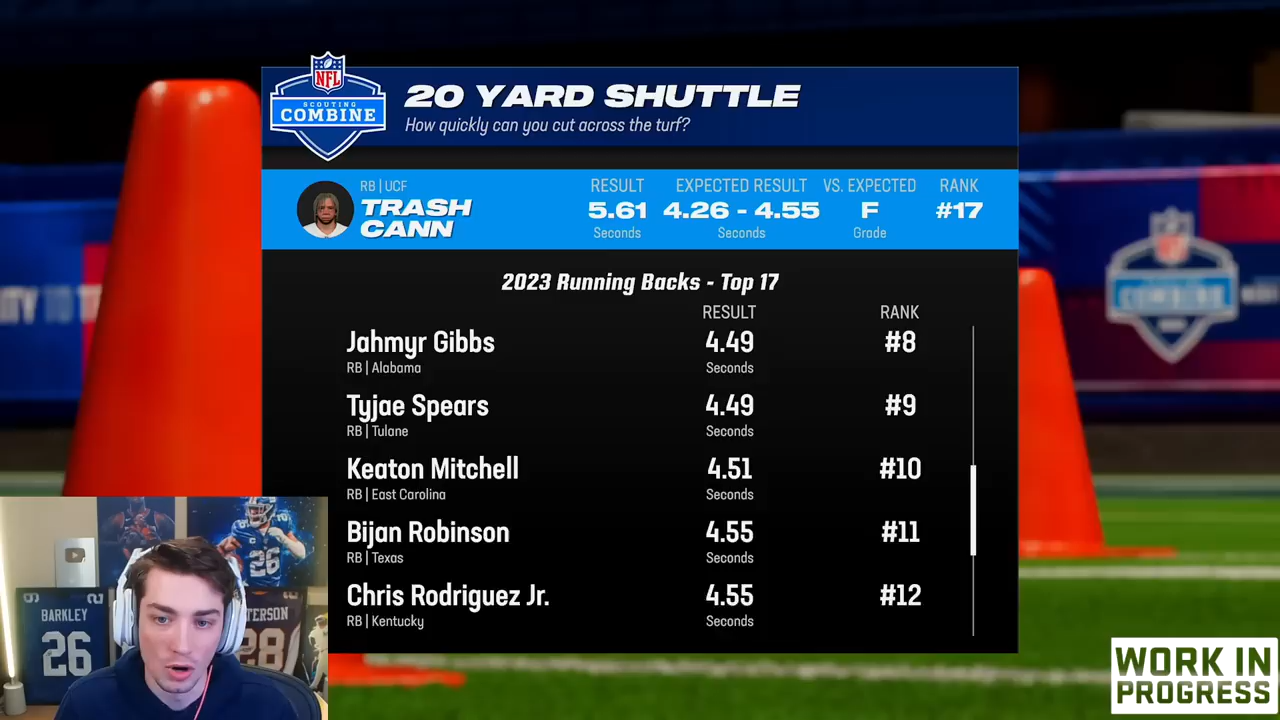 NFL
SCOUTING
COMBINE
20 YARD SHUTTLE
How quickly can you cut across the turf?
RB | UCF
TRASH
CANN
RESULT
5.61
Seconds
EXPECTED RESULT
4.26 - 4.55
Seconds
VS. EXPECTED
F
Grade
RANK
#17
2023 Running Backs - Top 17
RESULT
RANK
Jahmyr Gibbs
RB | Alabama
4.49
Seconds
#8
Tyjae Spears
RB | Tulane
4.49
Seconds
#9
Keaton Mitchell
RB | East Carolina
4.51
Seconds
#10
Bijan Robinson
RB | Texas
4.55
Seconds
#11
Chris Rodriguez Jr.
RB | Kentucky
4.55
Seconds
#12
COMBINE
26
BARKLEY
26
TERSON
28
WORK IN
PROGRESS